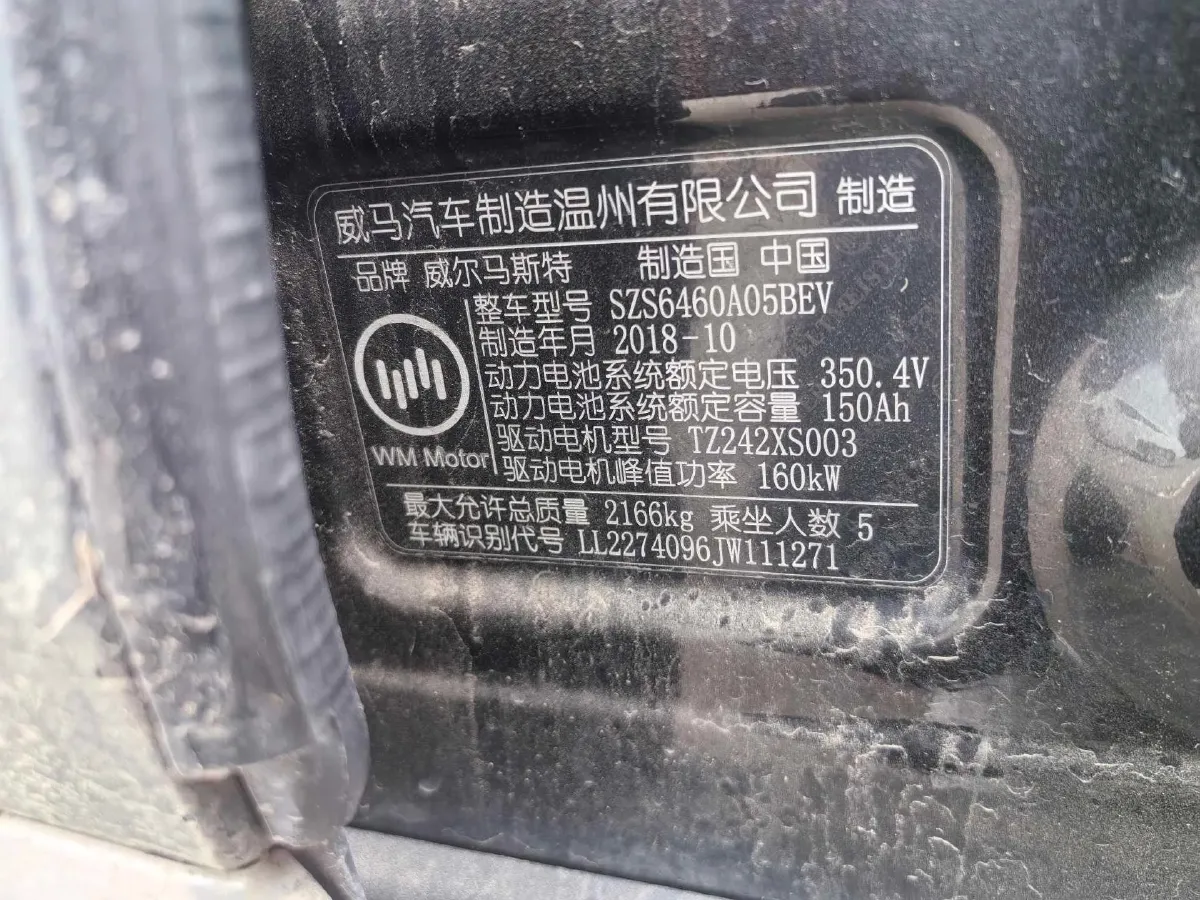 威马汽车制造温州有限公司 制造
品牌 威尔马斯特 制造国 中国
整车型号 SZS6460A05BEV
制造年月 2018-10
动力电池系统额定电压 350.4V
动力电池系统额定容量 150Ah
驱动电机型号 TZ242XS003
驱动电机峰值功率 160kW
WM Motor
最大允许总质量 2166kg 乘坐人数 5
车辆识别代号 LL2274096JW111271